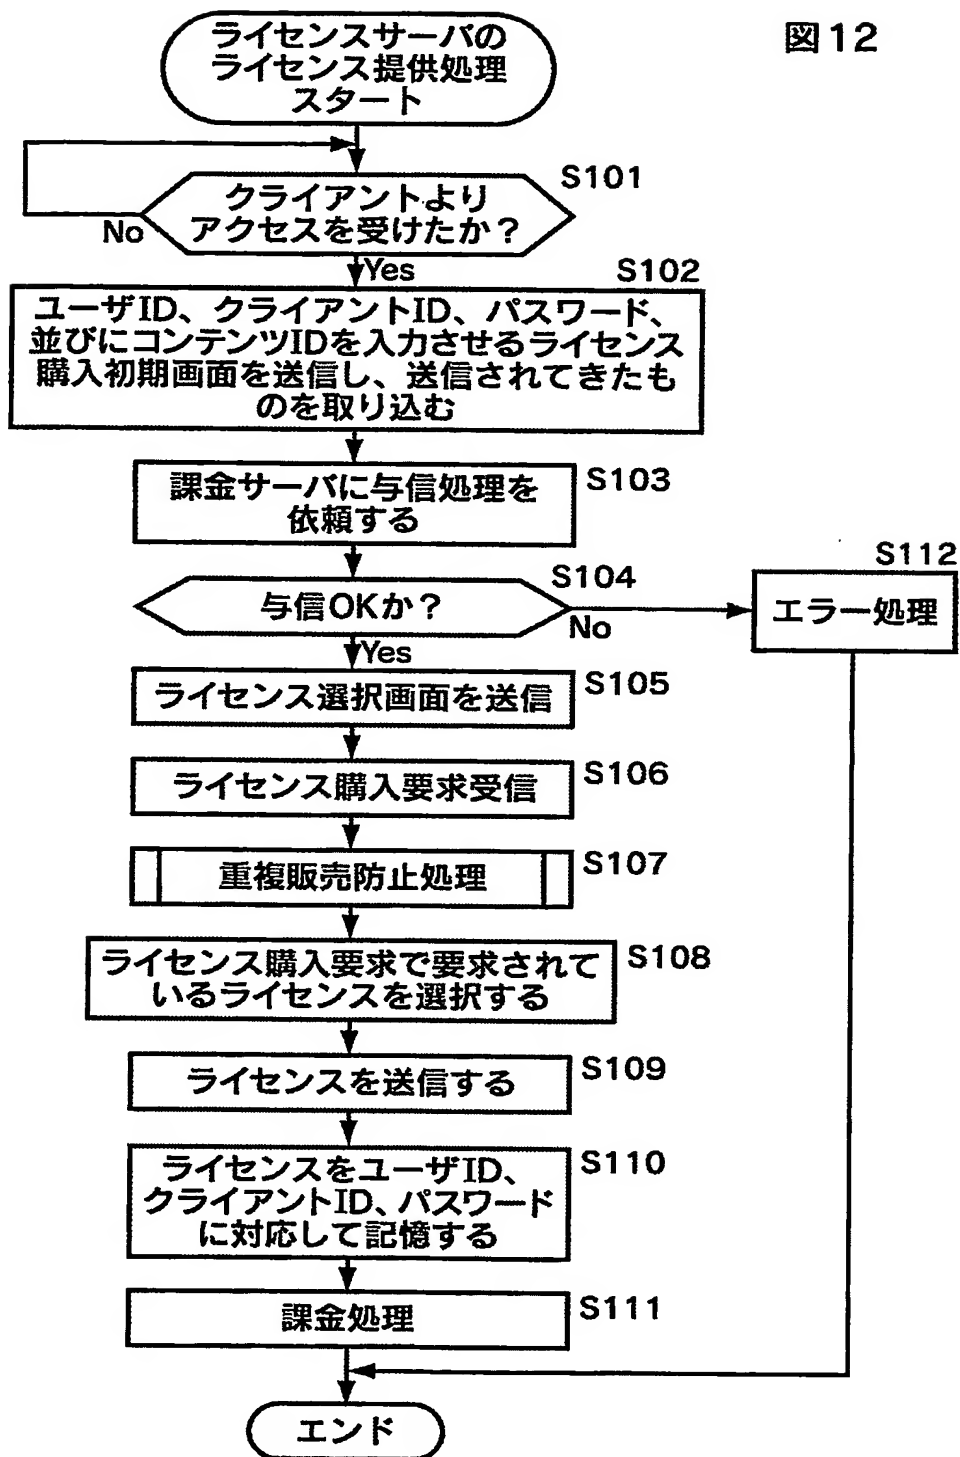 図12
ライセンスサーバの
ライセンス提供処理
スタート
S101
クライアントより
アクセスを受けたか？
No
Yes
S102
ユーザID、クライアントID、パスワード、
並びにコンテンツIDを入力させるライセンス
購入初期画面を送信し、送信されてきたも
のを取り込む
S103
課金サーバに与信処理を
依頼する
S104
与信OKか？
No
Yes
S112
エラー処理
S105
ライセンス選択画面を送信
S106
ライセンス購入要求受信
S107
重複販売防止処理
S108
ライセンス購入要求で要求されて
いるライセンスを選択する
S109
ライセンスを送信する
S110
ライセンスをユーザID、
クライアントID、パスワード
に対応して記憶する
S111
課金処理
エンド